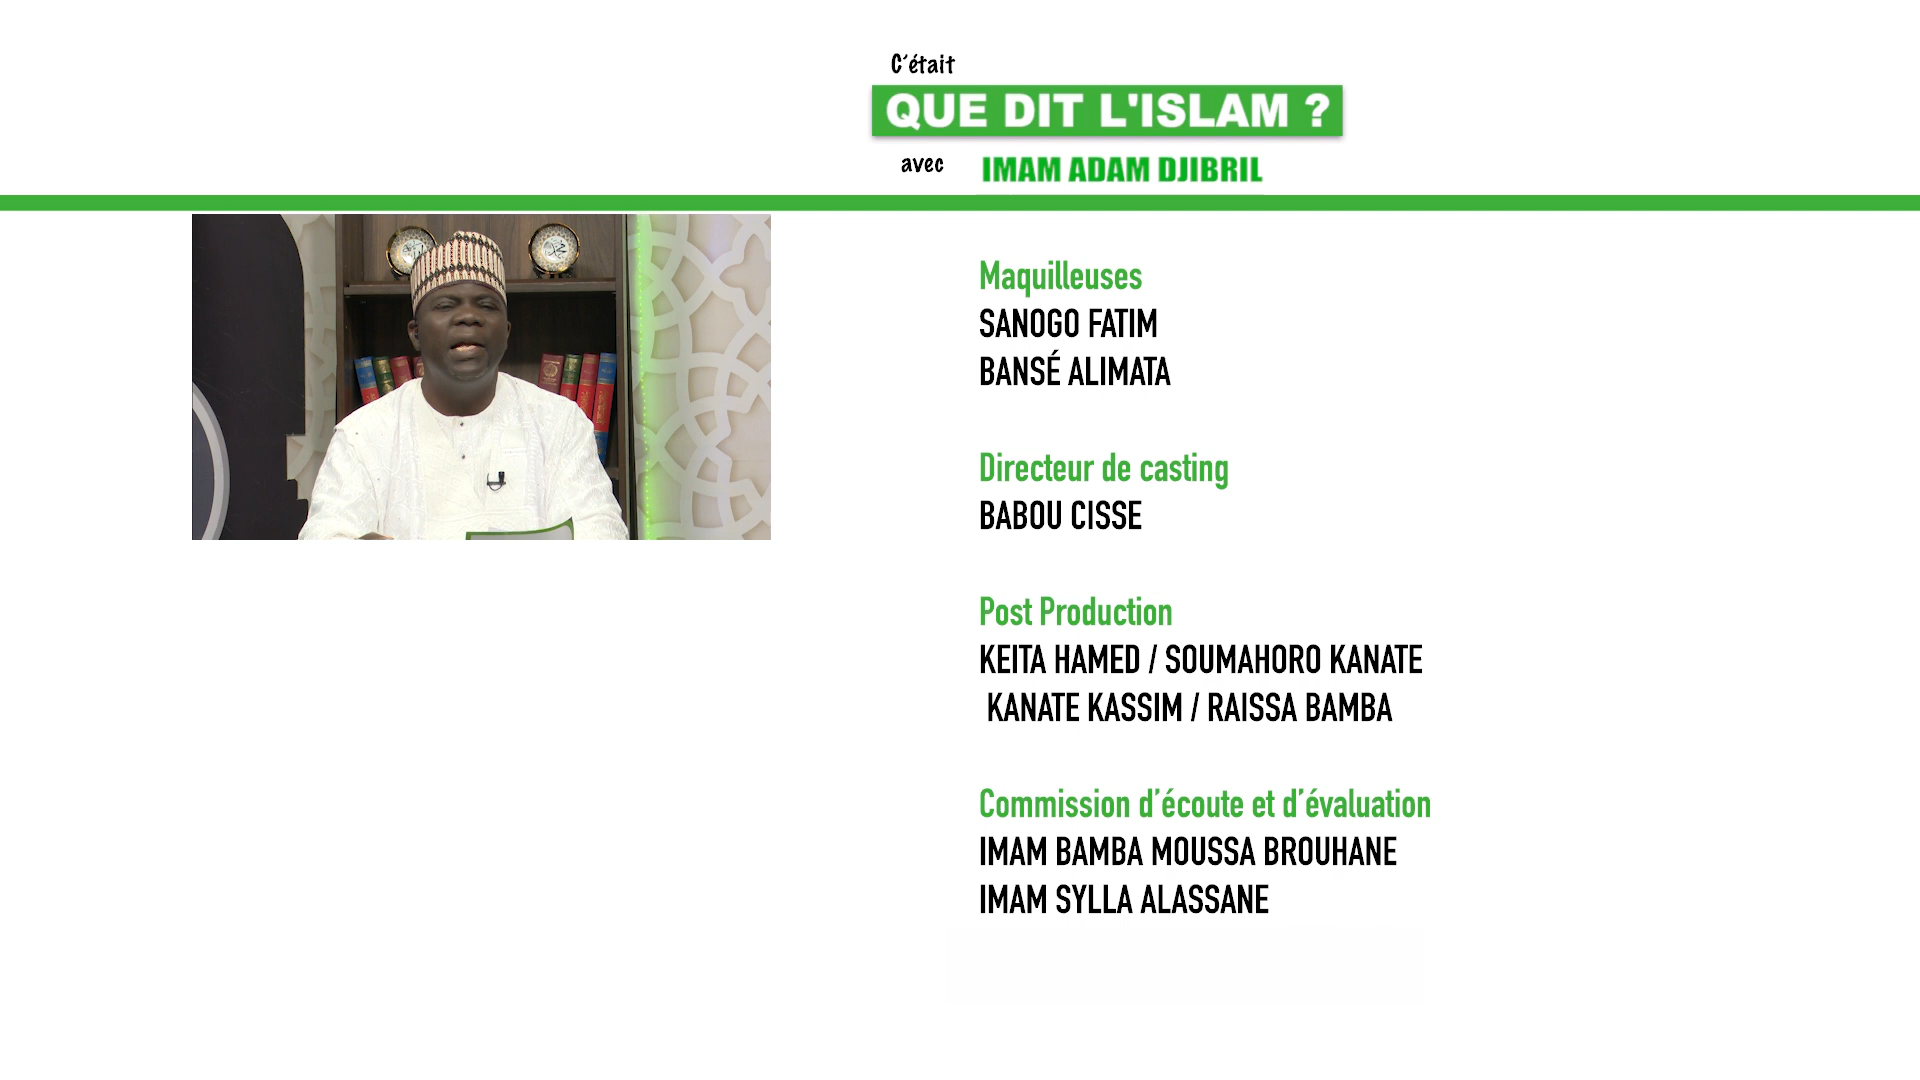 C'était
QUE DIT L'ISLAM ?
avec IMAM ADAM DJIBRIL
Maquilleuses
SANOGO FATIM
BANSÉ ALIMATA
Directeur de casting
BABOU CISSE
Post Production
KEITA HAMED / SOUMAHORO KANATE
KANATE KASSIM / RAISSA BAMBA
Commission d’écoute et d’évaluation
IMAM BAMBA MOUSSA BROUHANE
IMAM SYLLA ALASSANE